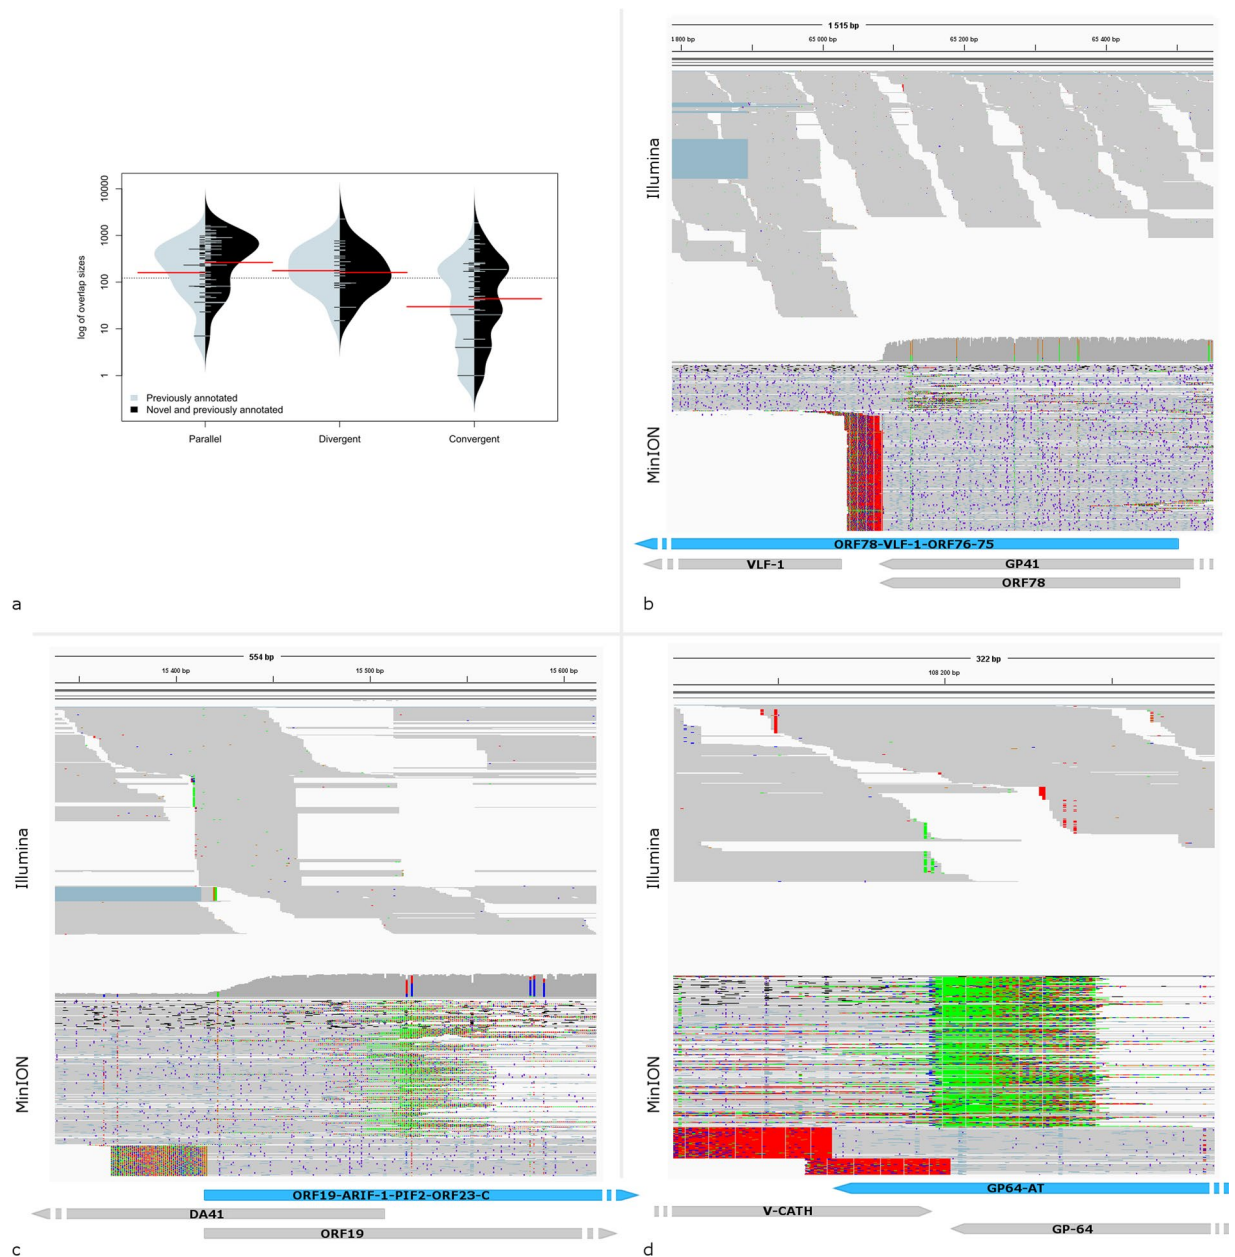 10000
1000
100
10
1
log of overlap sizes
Previously annotated
Novel and previously annotated
Parallel
Divergent
Convergent
a
1 515 bp
800 bp
65 000 bp
65 200 bp
65 400 bp
Illumina
MinION
ORF78-VLF-1-ORF76-75
VLF-1
GP41
ORF78
b
554 bp
15 400 bp
15 500 bp
15 600 bp
Illumina
MinION
ORF19-ARIF-1-PIF2-ORF23-C
DA41
ORF19
c
322 bp
108 200 bp
Illumina
MinION
GP64-AT
V-CATH
GP-64
d